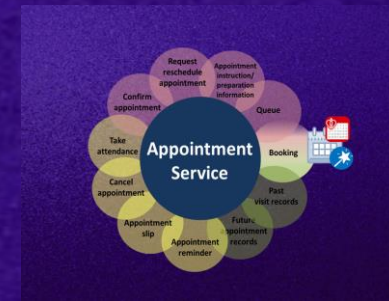 Appointment
Service
Request
reschedule
appointment
Appointment
instruction/
preparation
information
Queue
Booking
Past
visit records
Future
appointment
records
Appointment
reminder
Appointment
slip
Cancel
appointment
Take
attendance
Confirm
appointment